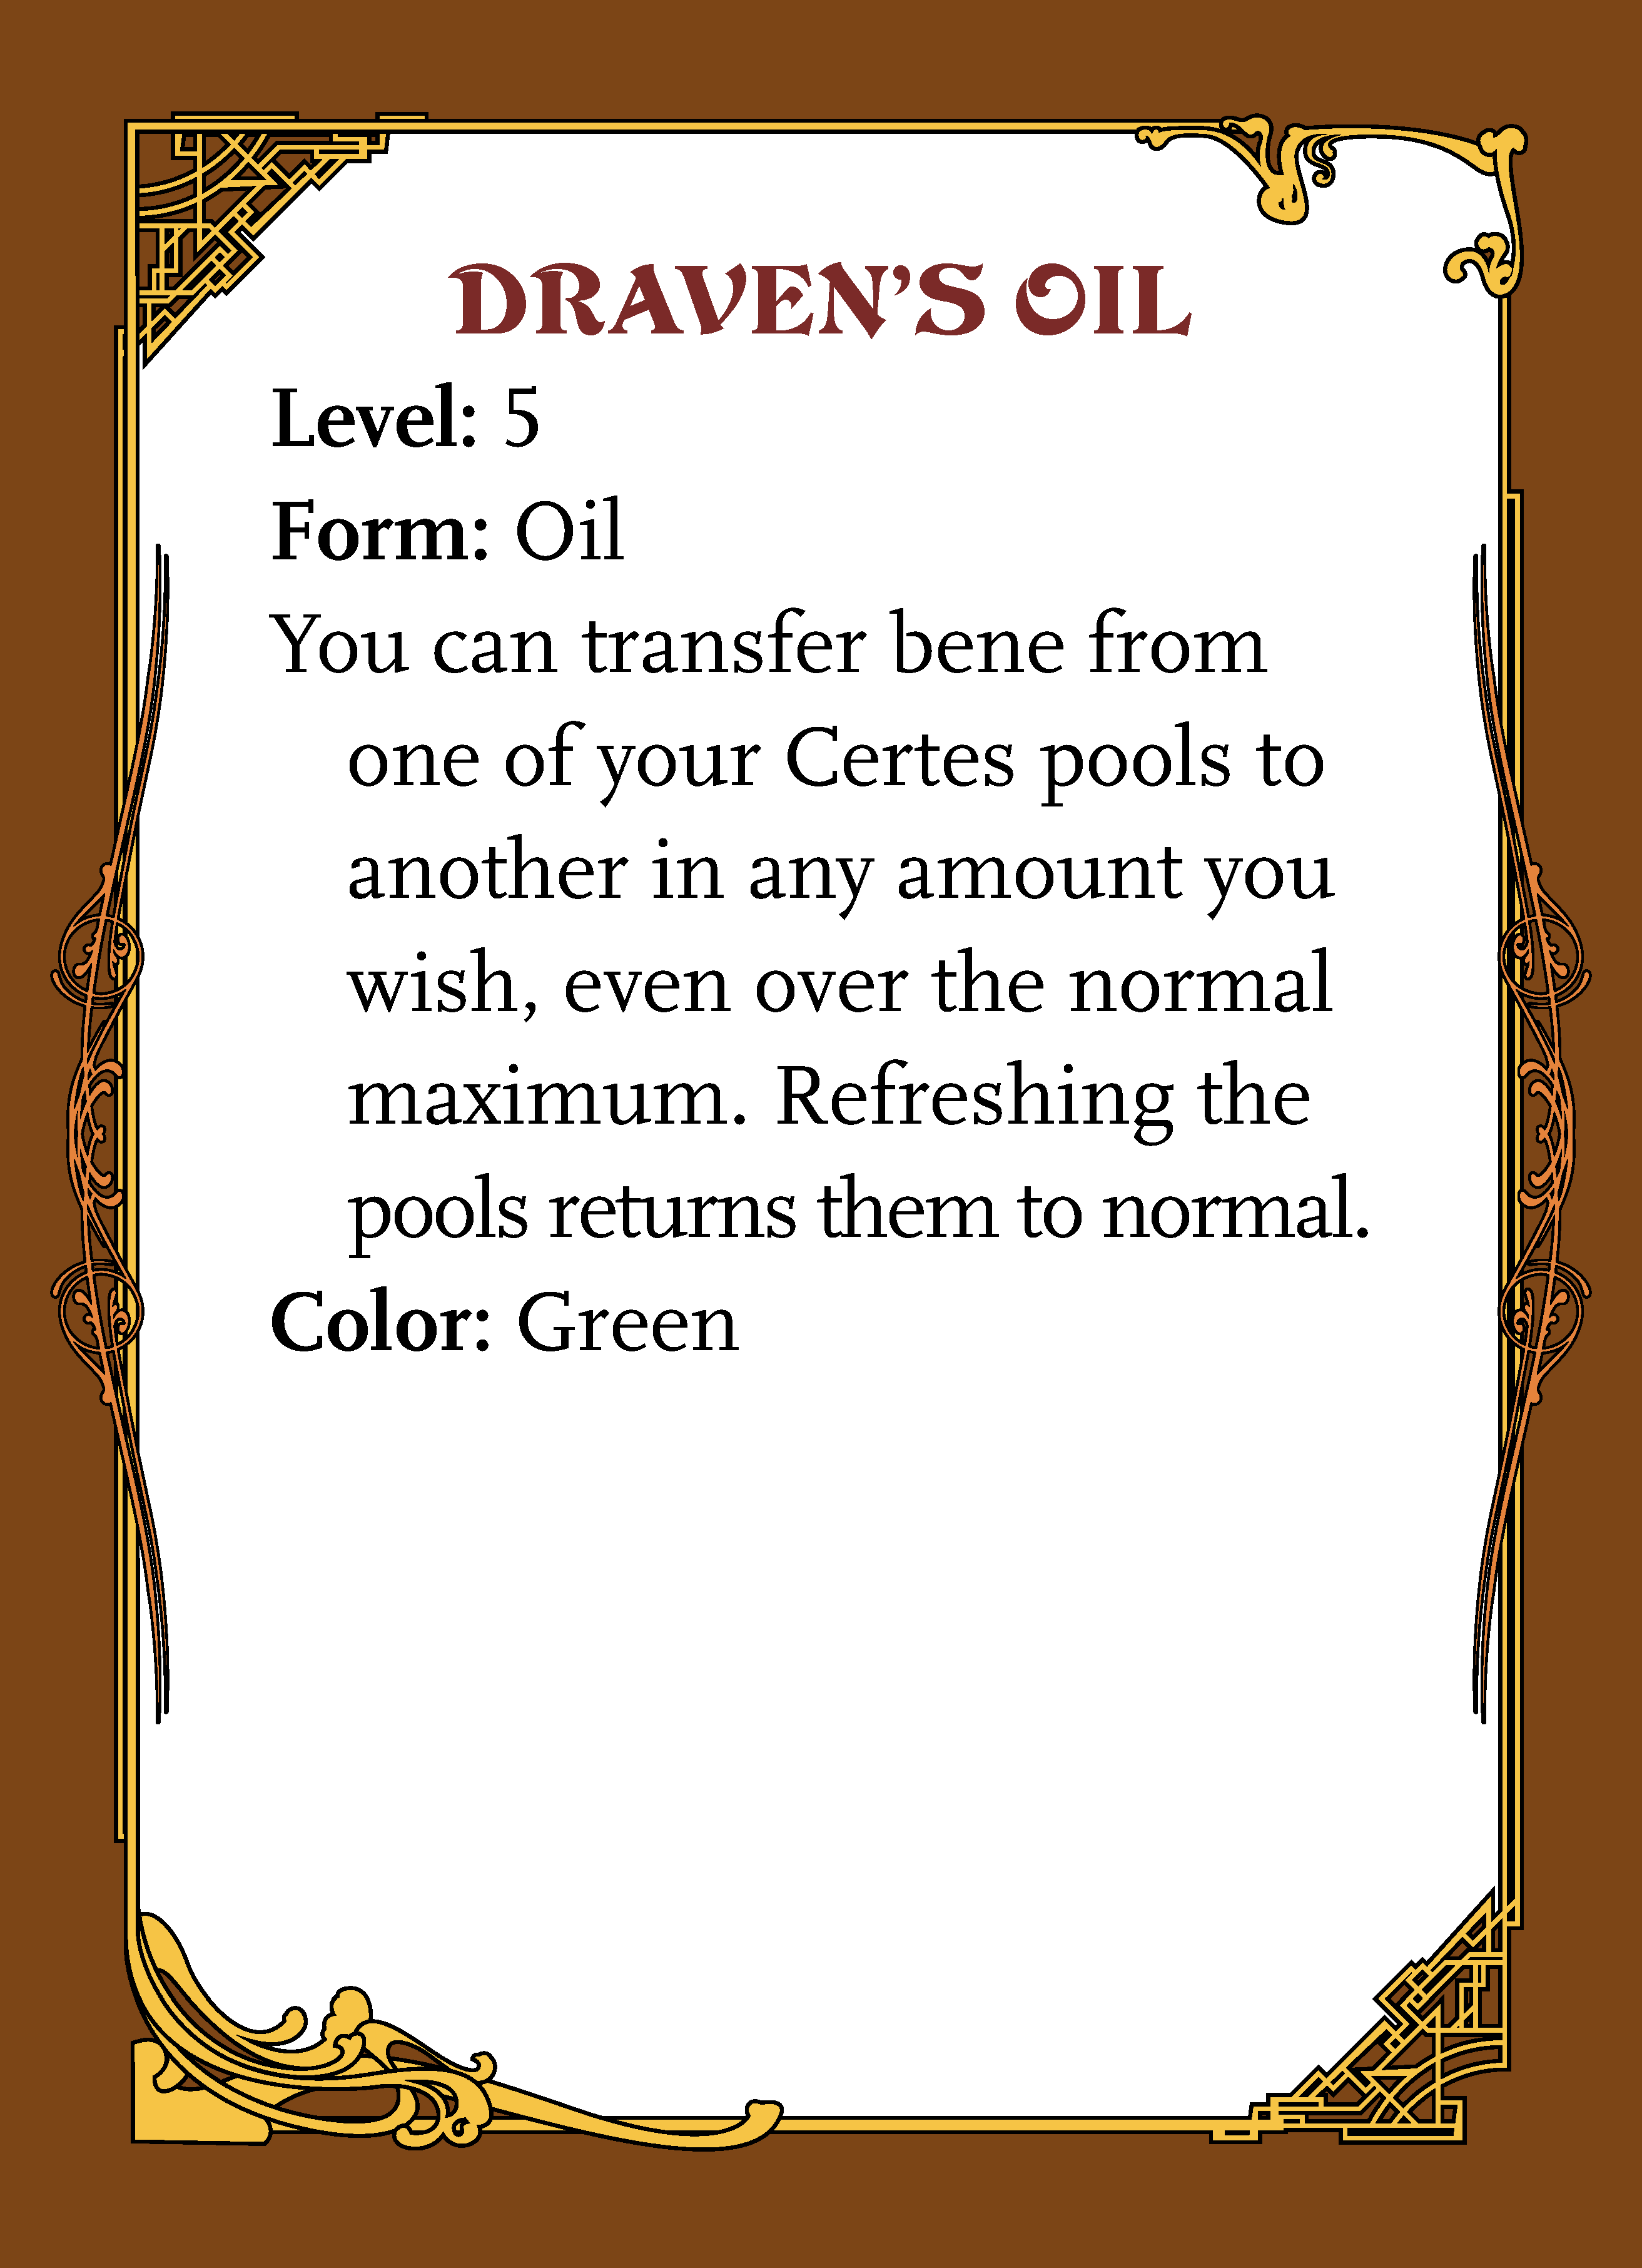 DRAVEN’S OIL
Level: 5
Form: Oil
You can transfer bene from
one of your Certes pools to
another in any amount you
wish, even over the normal
maximum. Refreshing the
pools returns them to normal.
Color: Green